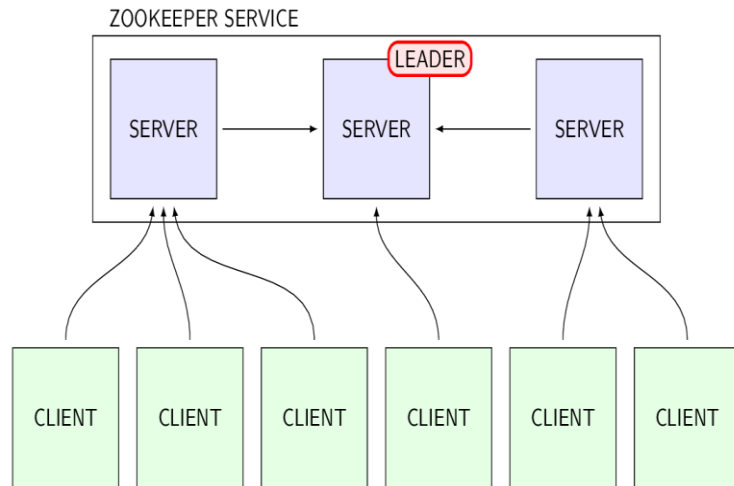 ZOOKEEPER SERVICE
LEADER
SERVER
SERVER
SERVER
CLIENT
CLIENT
CLIENT
CLIENT
CLIENT
CLIENT